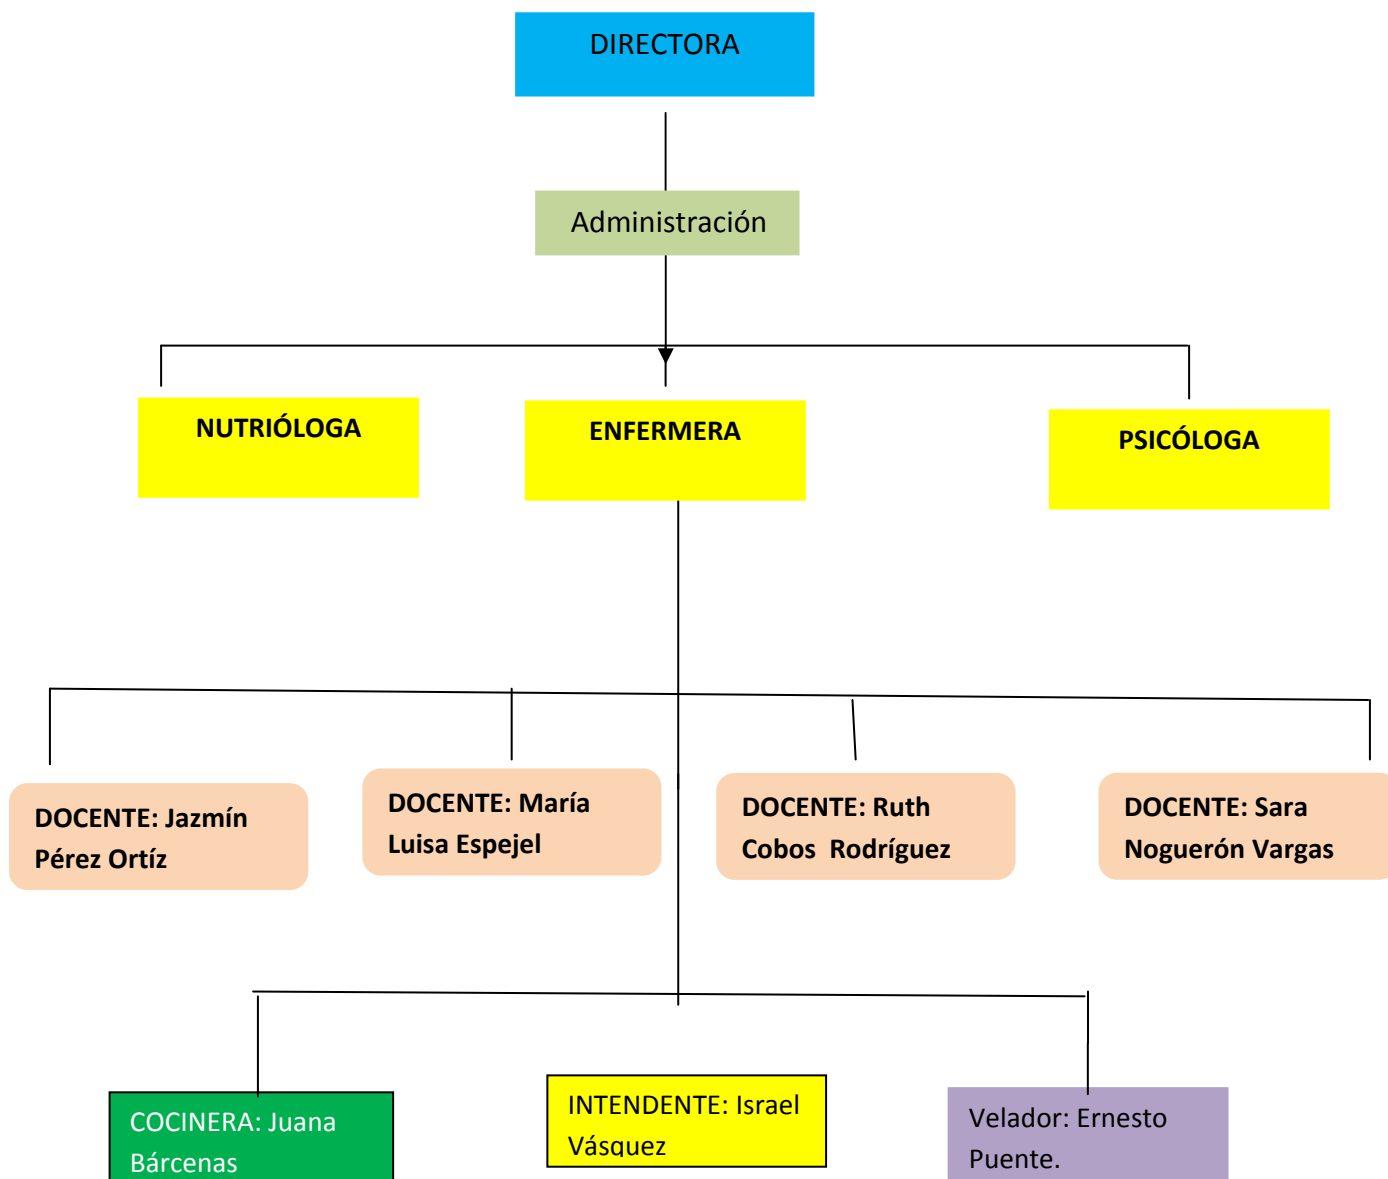 DIRECTORA
Administración
NUTRIÓLOGA
ENFERMERA
PSICÓLOGA
DOCENTE: Jazmín
Pérez Ortíz
DOCENTE: María
Luisa Espejel
DOCENTE: Ruth
Cobos  Rodríguez
DOCENTE: Sara
Noguerón Vargas
COCINERA: Juana
Bárcenas
INTENDENTE: Israel
Vásquez
Velador: Ernesto
Puente.